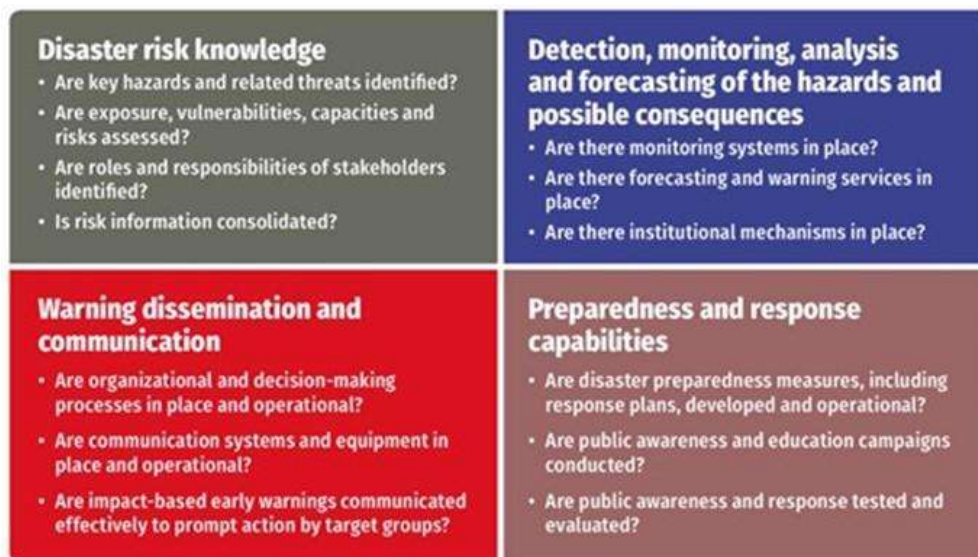 Disaster risk knowledge
• Are key hazards and related threats identified?
• Are exposure, vulnerabilities, capacities and
risks assessed?
• Are roles and responsibilities of stakeholders
identified?
• Is risk information consolidated?
Detection, monitoring, analysis
and forecasting of the hazards and
possible consequences
• Are there monitoring systems in place?
• Are there forecasting and warning services in
place?
• Are there institutional mechanisms in place?
Warning dissemination and
communication
• Are organizational and decision-making
processes in place and operational?
• Are communication systems and equipment in
place and operational?
• Are impact-based early warnings communicated
effectively to prompt action by target groups?
Preparedness and response
capabilities
• Are disaster preparedness measures, including
response plans, developed and operational?
• Are public awareness and education campaigns
conducted?
• Are public awareness and response tested and
evaluated?